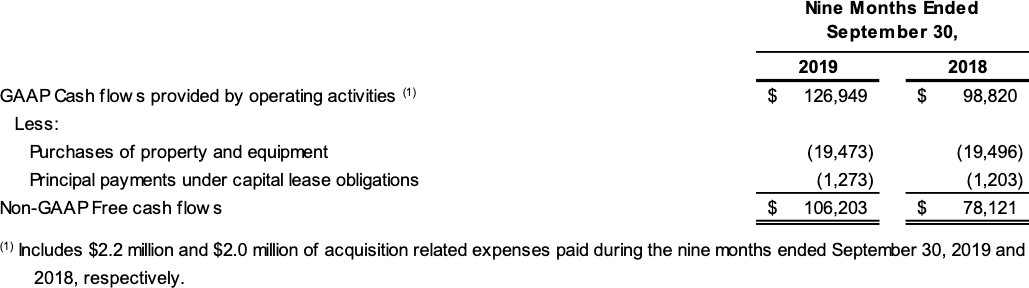 Nine Months Ended
September 30,
2019 2018
GAAP Cash flows provided by operating activities (1) $ 126,949 $ 98,820
Less:
Purchases of property and equipment (19,473) (19,496)
Principal payments under capital lease obligations (1,273) (1,203)
Non-GAAP Free cash flows $ 106,203 $ 78,121
(1) Includes $2.2 million and $2.0 million of acquisition related expenses paid during the nine months ended September 30, 2019 and
2018, respectively.